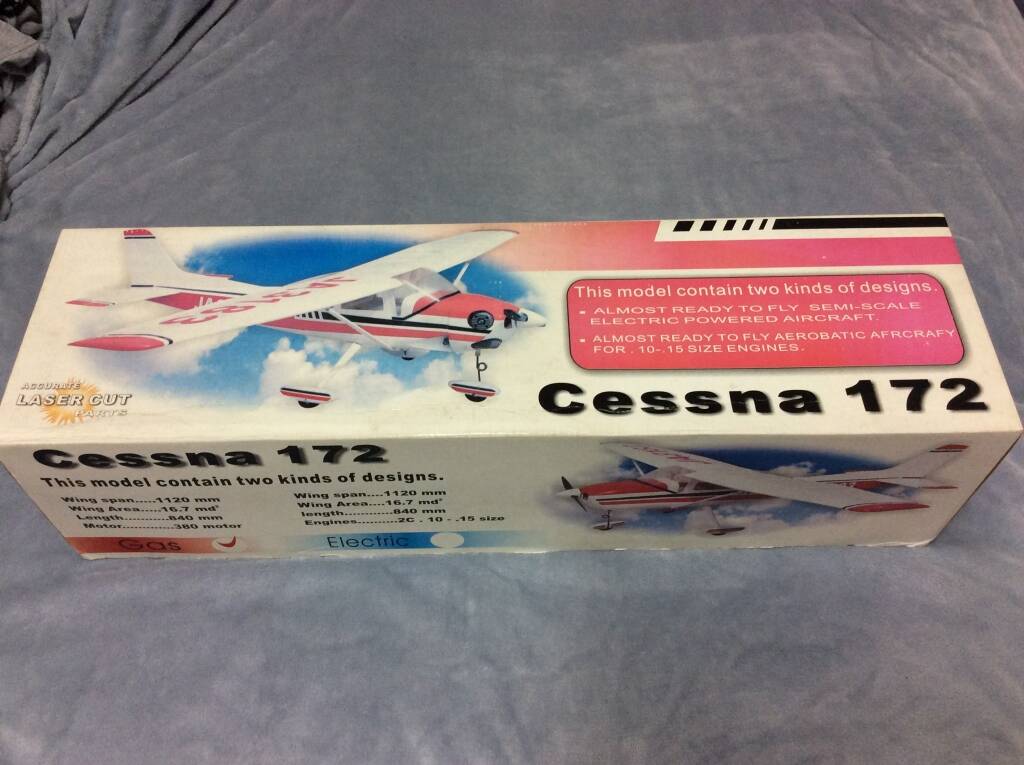 This model contain two kinds of designs.
ALMOST READY TO FLY SEMI-SCALE
ELECTRIC POWERED AIRCRAFT.
ALMOST READY TO FLY AEROBATIC AFRCRAFY
FOR . 10-.15 SIZE ENGINES.
ACCURATE
LASER CUT
PARTS
Cessna 172
Cessna 172
This model contain two kinds of designs.
Wing span.....1120 mm
Wing Area.....16.7 md²
Length........840 mm
Motor...........380 motor
Wing span....1120 mm
Wing Area....16.7 md²
length..........840 mm
Engines.........2C . 10 - .15 size
Gas
Electric